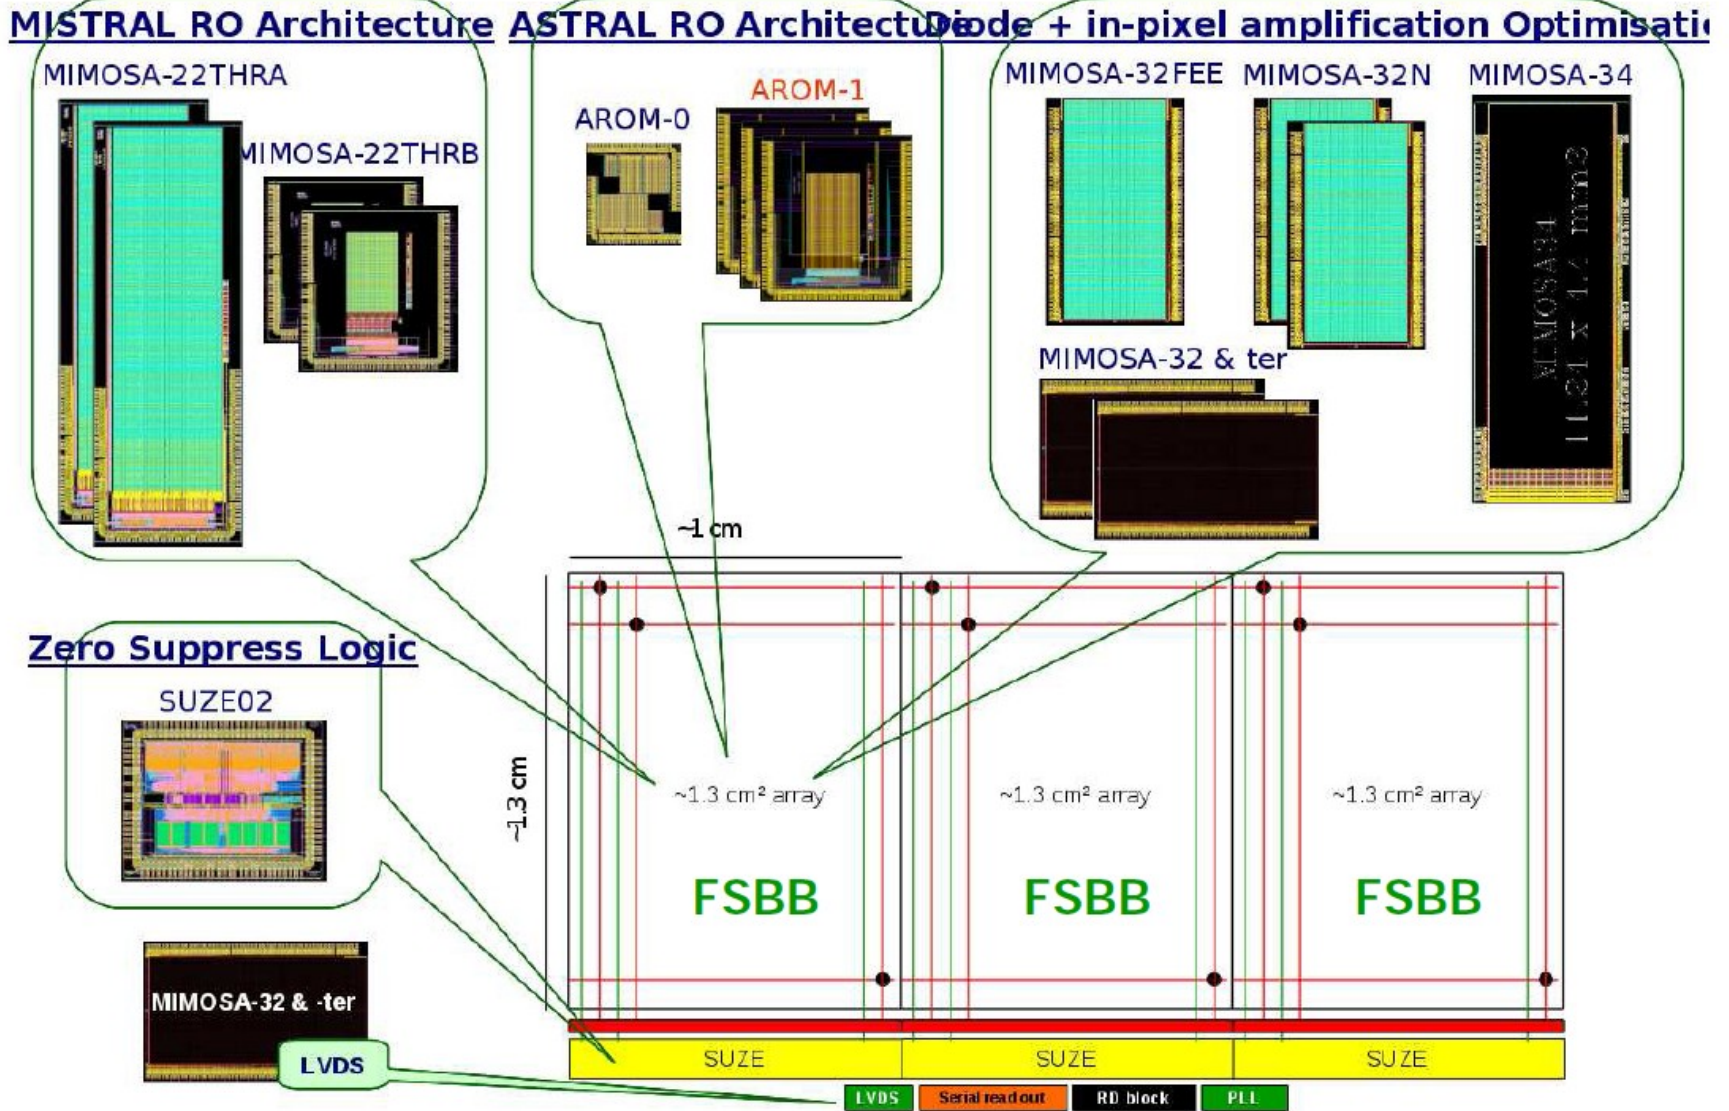 MISTRAL RO Architecture
ASTRAL RO Architecture
Diode + in-pixel amplification Optimisati
MIMOSA-22THRA
MIMOSA-22THRB
AROM-0
AROM-1
MIMOSA-32FEE
MIMOSA-32N
MIMOSA-34
MIMOSA34
MIMOSA-32 & ter
~1 cm
~1.3 cm
Zero Suppress Logic
SUZE02
~1.3 cm² array
~1.3 cm² array
~1.3 cm² array
FSBB
FSBB
FSBB
MIMOSA-32 & -ter
LVDS
SUZE
SUZE
SUZE
LVDS
Serial read out
RD block
PLL